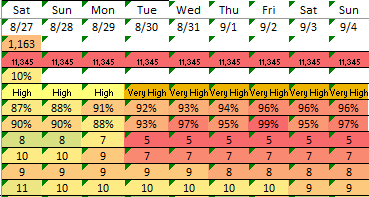 Sat Sun Mon Tue Wed Thu Fri Sat Sun
8/27 8/28 8/29 8/30 8/31 9/1 9/2 9/3 9/4
1,163
11,345 11,345 11,345 11,345 11,345 11,345 11,345 11,345 11,345
10%
High High High Very High Very High Very High Very High Very High Very High
87% 88% 91% 92% 93% 94% 96% 96% 96%
90% 90% 88% 93% 97% 95% 99% 95% 97%
8 8 7 5 5 5 5 5 5
10 10 9 7 7 7 7 7 7
9 9 9 9 9 8 8 8 8
11 10 10 10 10 10 10 9 9